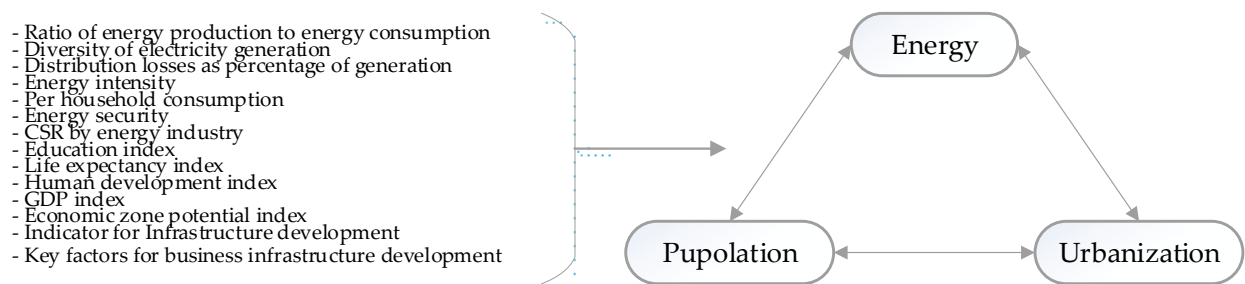 - Ratio of energy production to energy consumption
- Diversity of electricity generation
- Distribution losses as percentage of generation
- Energy intensity
- Per household consumption
- Energy security
- CSR by energy industry
- Education index
- Life expectancy index
- Human development index
- GDP index
- Economic zone potential index
- Indicator for Infrastructure development
- Key factors for business infrastructure development
Energy
Pupolation
Urbanization